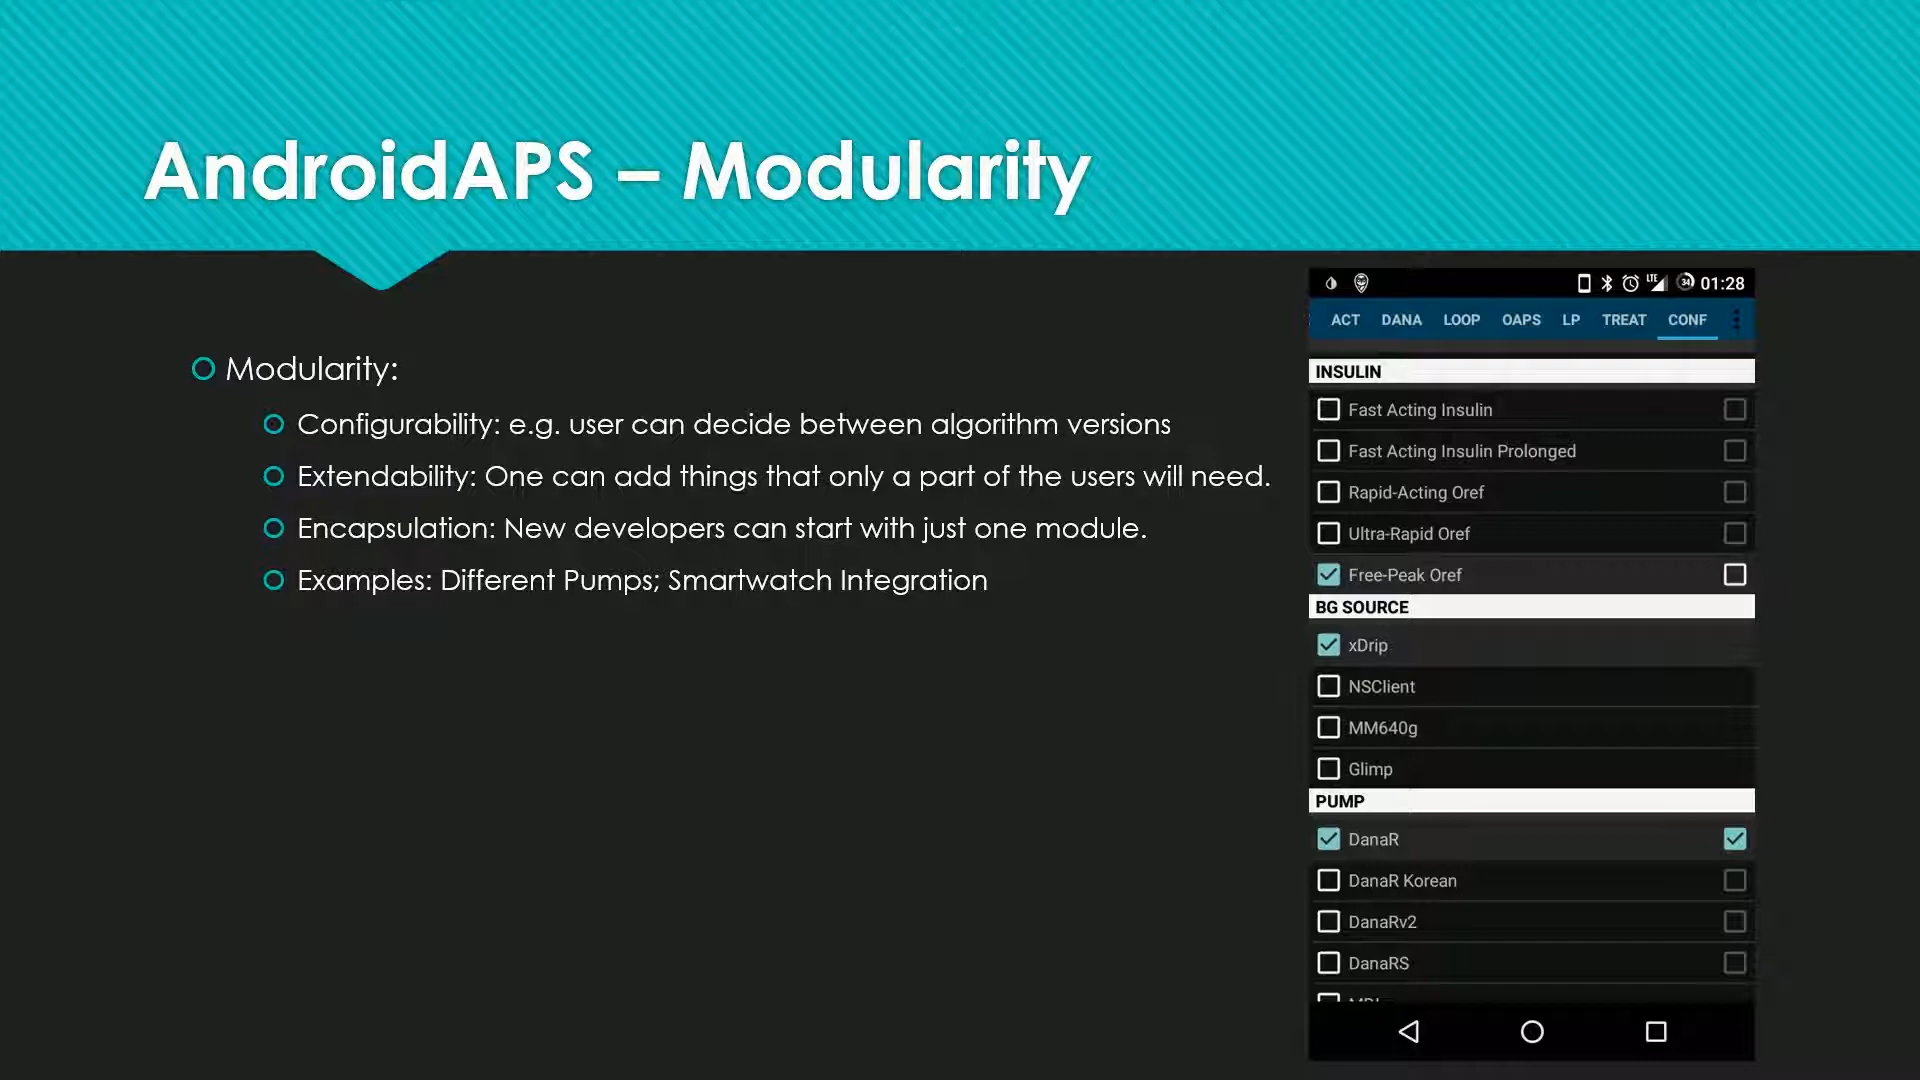 AndroidAPS – Modularity
Modularity:
Configurability: e.g. user can decide between algorithm versions
Extendability: One can add things that only a part of the users will need.
Encapsulation: New developers can start with just one module.
Examples: Different Pumps; Smartwatch Integration
LTE 34 01:28
ACT DANA LOOP OAPS LP TREAT CONF
INSULIN
Fast Acting Insulin
Fast Acting Insulin Prolonged
Rapid-Acting Oref
Ultra-Rapid Oref
Free-Peak Oref
BG SOURCE
xDrip
NSClient
MM640g
Glimp
PUMP
DanaR
DanaR Korean
DanaRv2
DanaRS